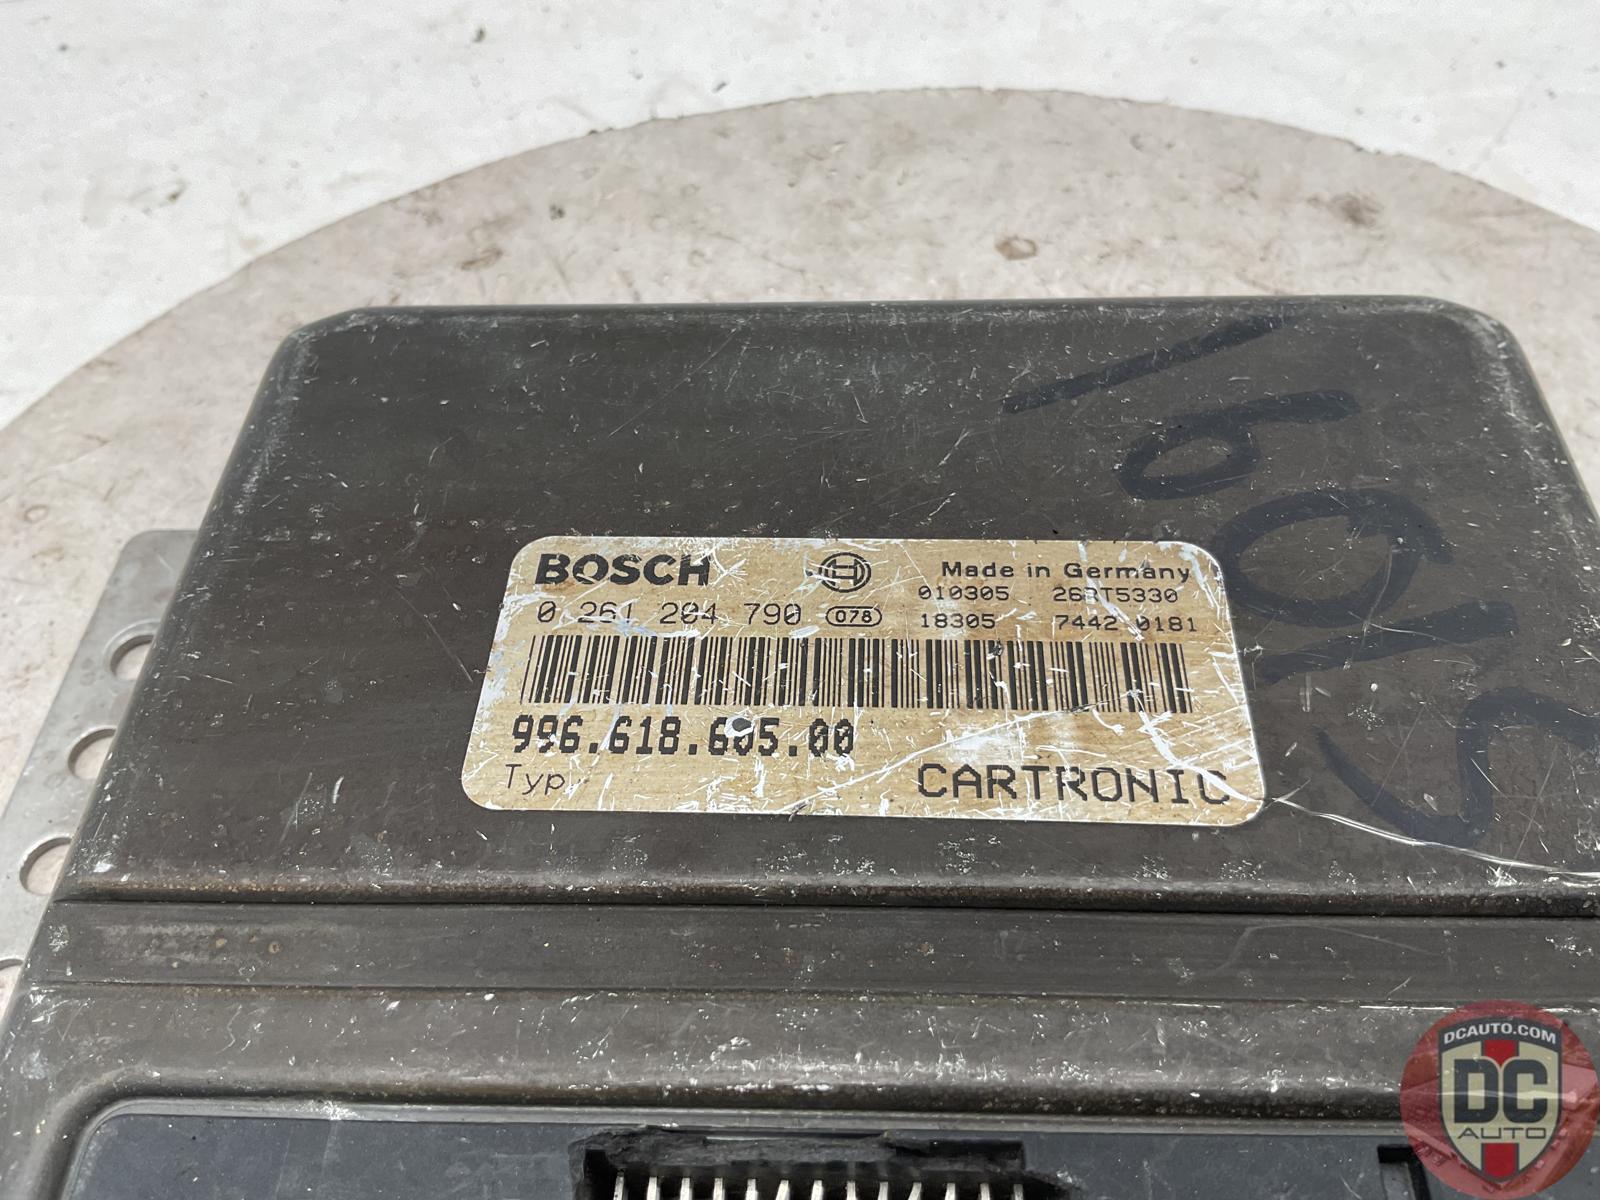 BOSCH
Made in Germany
010305 26RT5330
0 261 204 790 078 18305 7442 0181
996.618.605.00
Typ.
CARTRONIC
DCAUTO.COM
DC
AUTO